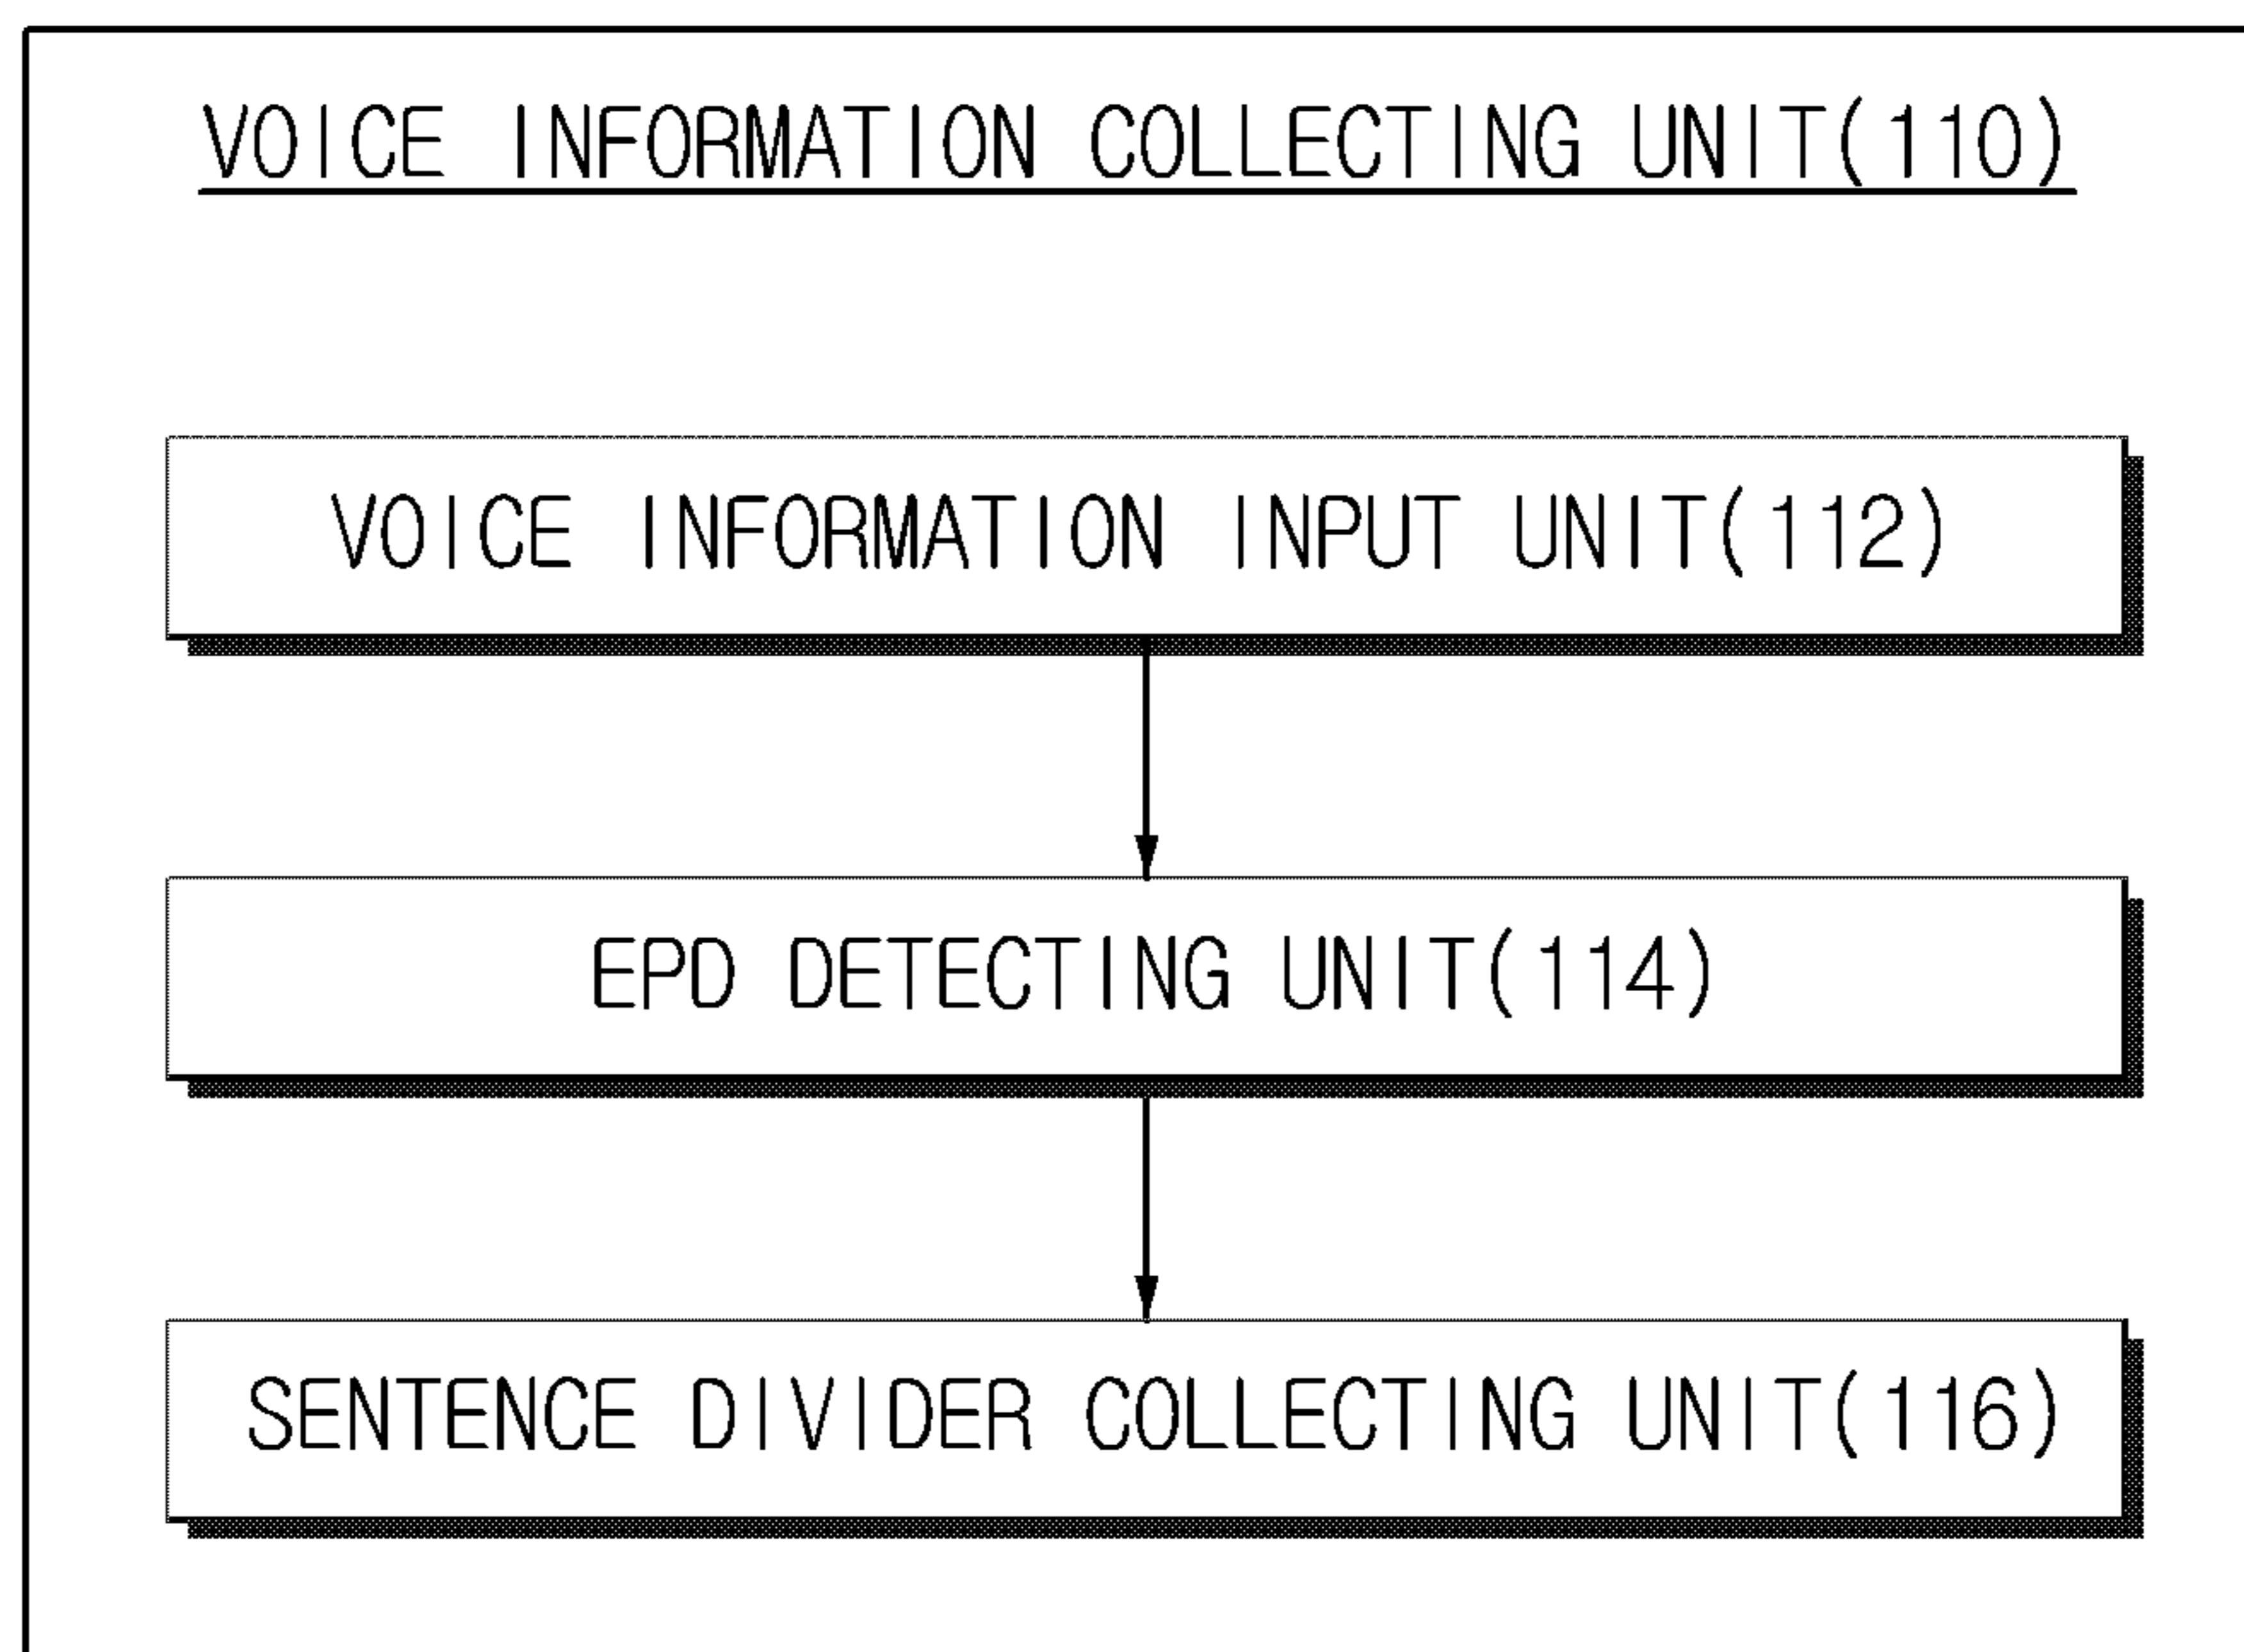 VOICE INFORMATION COLLECTING UNIT(110)
VOICE INFORMATION INPUT UNIT(112)
EPD DETECTING UNIT(114)
SENTENCE DIVIDER COLLECTING UNIT(116)